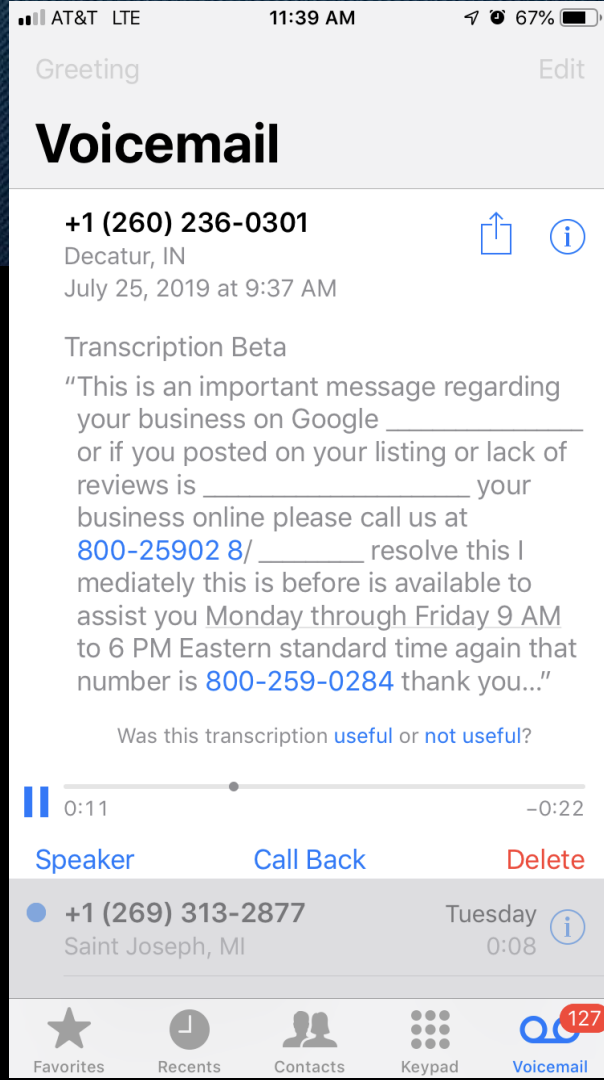 AT&T LTE 11:39 AM 67%
Greeting Edit
Voicemail
+1 (260) 236-0301
Decatur, IN
July 25, 2019 at 9:37 AM
Transcription Beta
“This is an important message regarding
your business on Google _______________
or if you posted on your listing or lack of
reviews is ____________________ your
business online please call us at
800-25902 8/ ________ resolve this I
mediately this is before is available to
assist you Monday through Friday 9 AM
to 6 PM Eastern standard time again that
number is 800-259-0284 thank you...”
Was this transcription useful or not useful?
0:11 −0:22
Speaker Call Back Delete
+1 (269) 313-2877 Tuesday
Saint Joseph, MI 0:08
127
Favorites Recents Contacts Keypad Voicemail